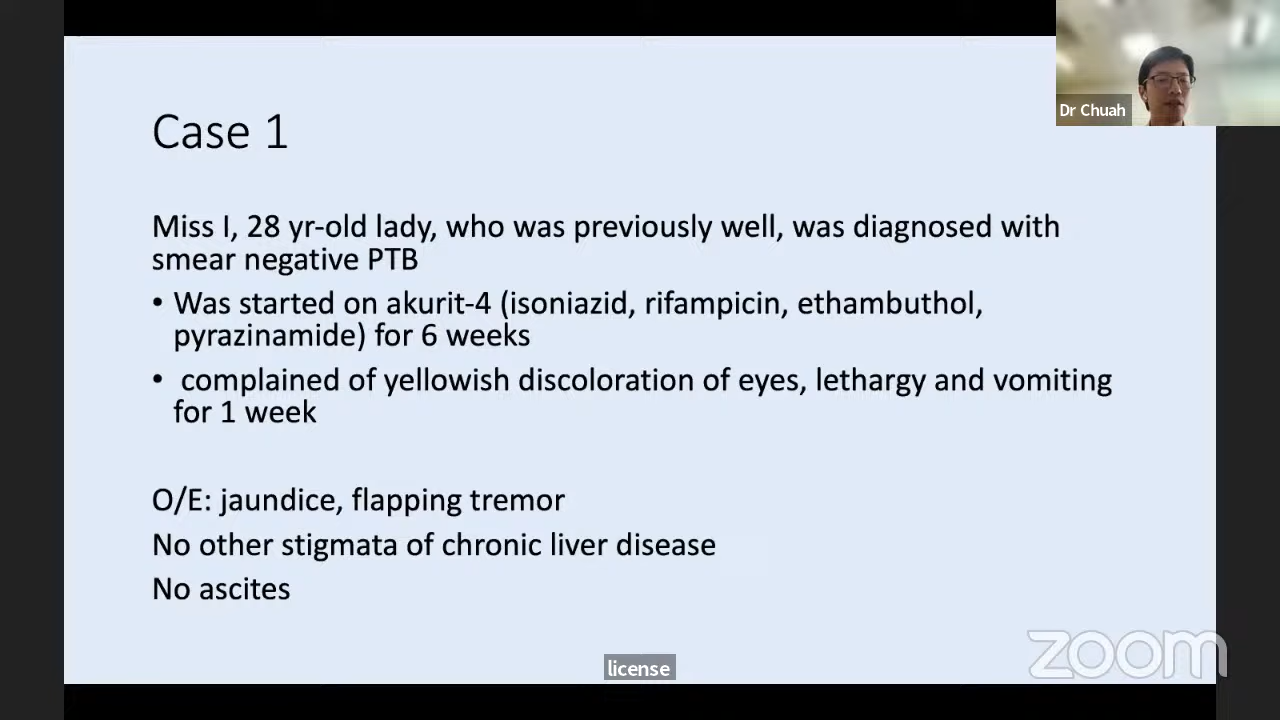 Dr Chuah
Case 1
Miss I, 28 yr-old lady, who was previously well, was diagnosed with
smear negative PTB
• Was started on akurit-4 (isoniazid, rifampicin, ethambuthol,
pyrazinamide) for 6 weeks
• complained of yellowish discoloration of eyes, lethargy and vomiting
for 1 week
O/E: jaundice, flapping tremor
No other stigmata of chronic liver disease
No ascites
license
zoom